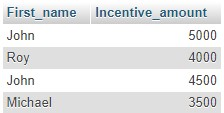 First_name Incentive_amount
John 5000
Roy 4000
John 4500
Michael 3500